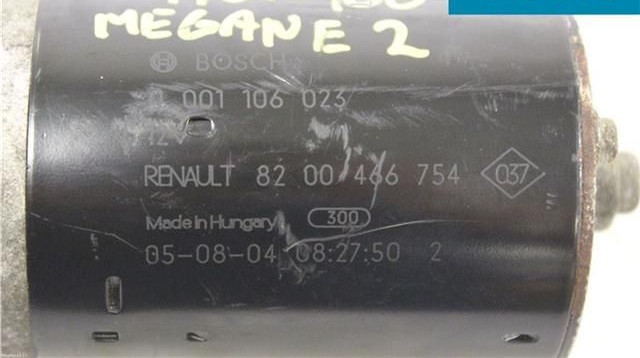 MEGANE 2
BOSCH
0 001 106 023
12V
RENAULT 82 00 466 754 037
Made in Hungary 300
05-08-04 08:27:50 2